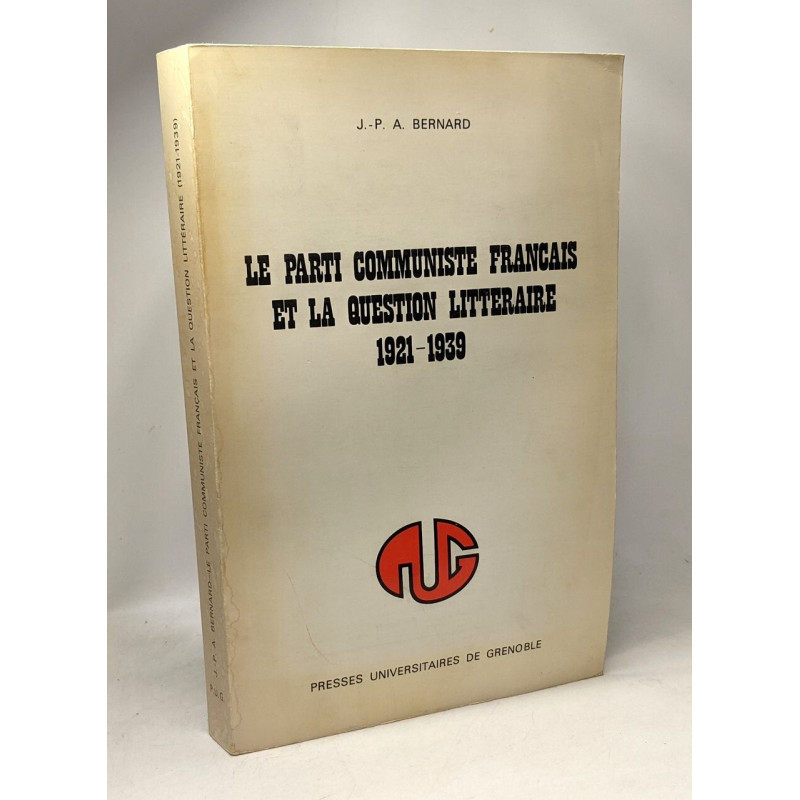 J.-P. A. BERNARD
LE PARTI COMMUNISTE FRANCAIS
ET LA QUESTION LITTERAIRE
1921-1939
PUG
PRESSES UNIVERSITAIRES DE GRENOBLE
J.-P. A. BERNARD-LE PARTI COMMUNISTE FRANÇAIS ET LA QUESTION LITTÉRAIRE (1921-1939)